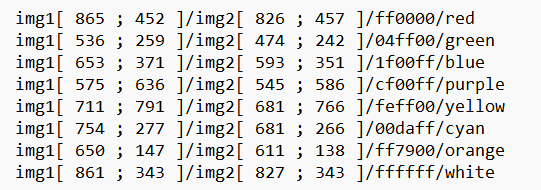 img1[ 865 ; 452 ]/img2[ 826 ; 457 ]/ff0000/red
img1[ 536 ; 259 ]/img2[ 474 ; 242 ]/04ff00/green
img1[ 653 ; 371 ]/img2[ 593 ; 351 ]/1f00ff/blue
img1[ 575 ; 636 ]/img2[ 545 ; 586 ]/cf00ff/purple
img1[ 711 ; 791 ]/img2[ 681 ; 766 ]/feff00/yellow
img1[ 754 ; 277 ]/img2[ 681 ; 266 ]/00daff/cyan
img1[ 650 ; 147 ]/img2[ 611 ; 138 ]/ff7900/orange
img1[ 861 ; 343 ]/img2[ 827 ; 343 ]/ffffff/white